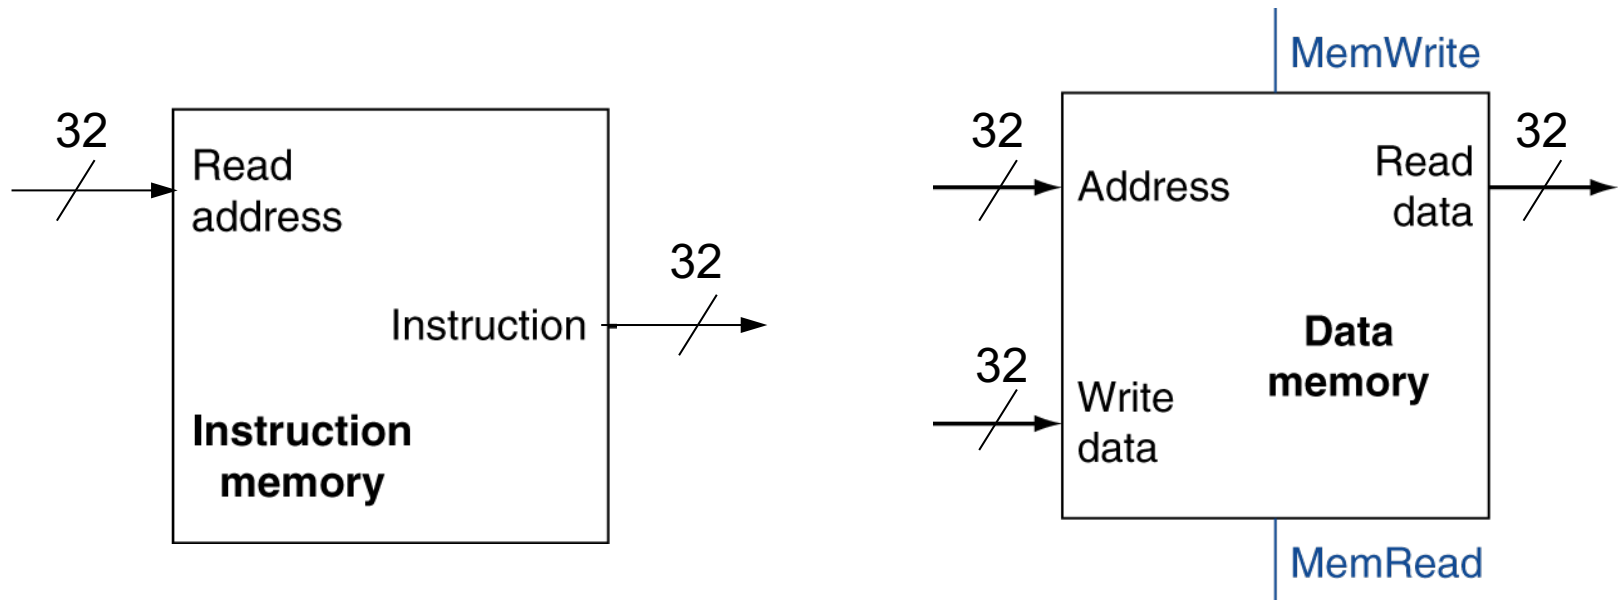 32
Read
address
32
Instruction
Instruction
memory
MemWrite
32
Address
Read
data
32
Data
memory
32
Write
data
MemRead